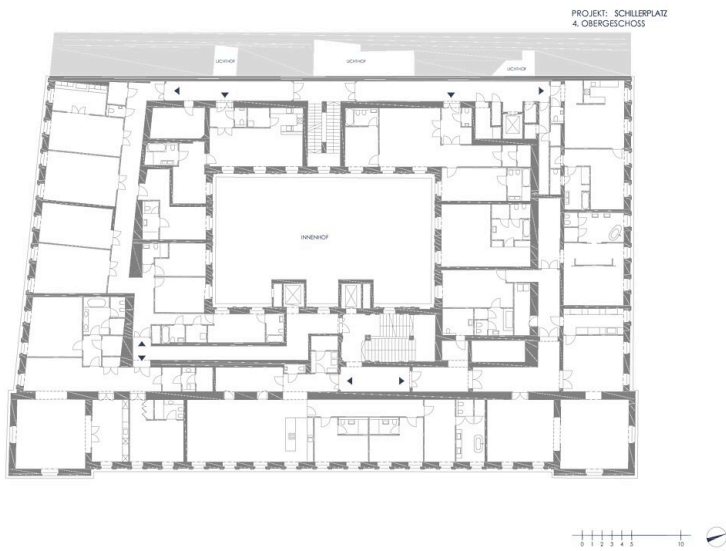 PROJEKT: SCHILLERPLATZ
4. OBERGESCHOSS
LICHTHOF
LICHTHOF
LICHTHOF
INNENHOF
0 1 2 3 4 5 10